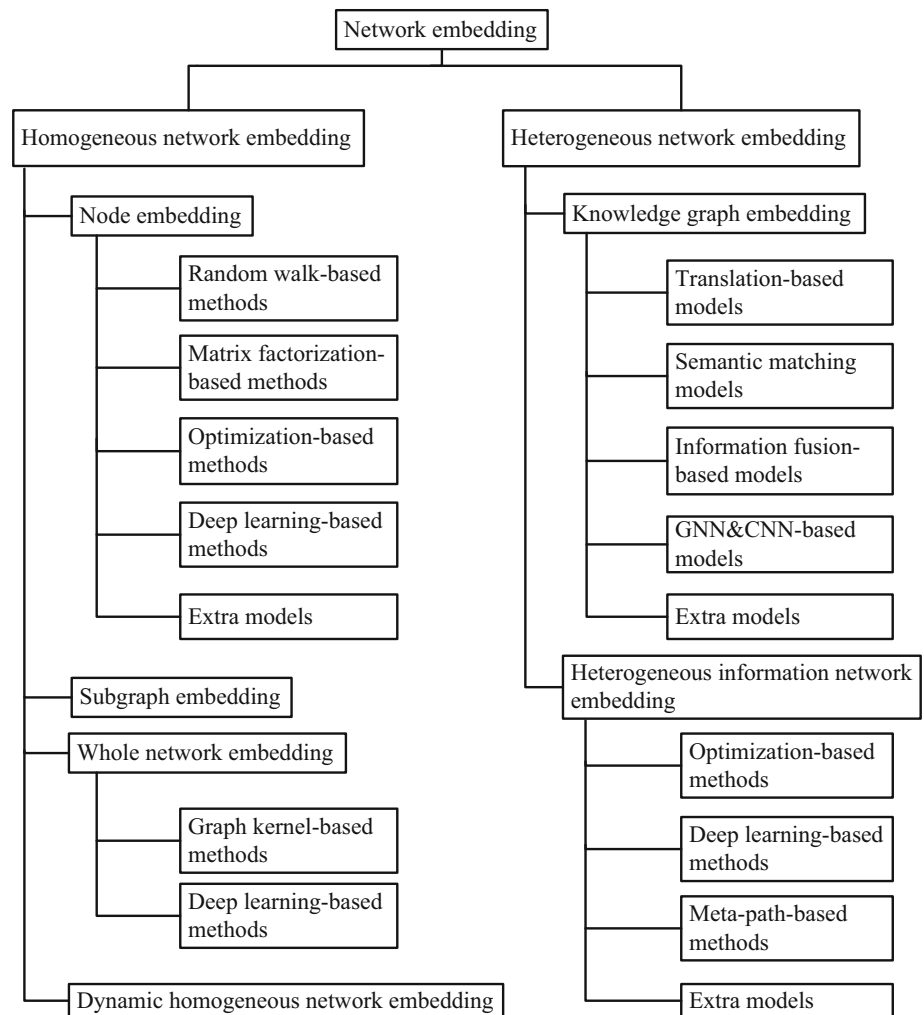 Network embedding
Homogeneous network embedding
Node embedding
Random walk-based
methods
Matrix factorization-
based methods
Optimization-based
methods
Deep learning-based
methods
Extra models
Subgraph embedding
Whole network embedding
Graph kernel-based
methods
Deep learning-based
methods
Dynamic homogeneous network embedding
Heterogeneous network embedding
Knowledge graph embedding
Translation-based
models
Semantic matching
models
Information fusion-
based models
GNN&CNN-based
models
Extra models
Heterogeneous information network
embedding
Optimization-based
methods
Deep learning-based
methods
Meta-path-based
methods
Extra models